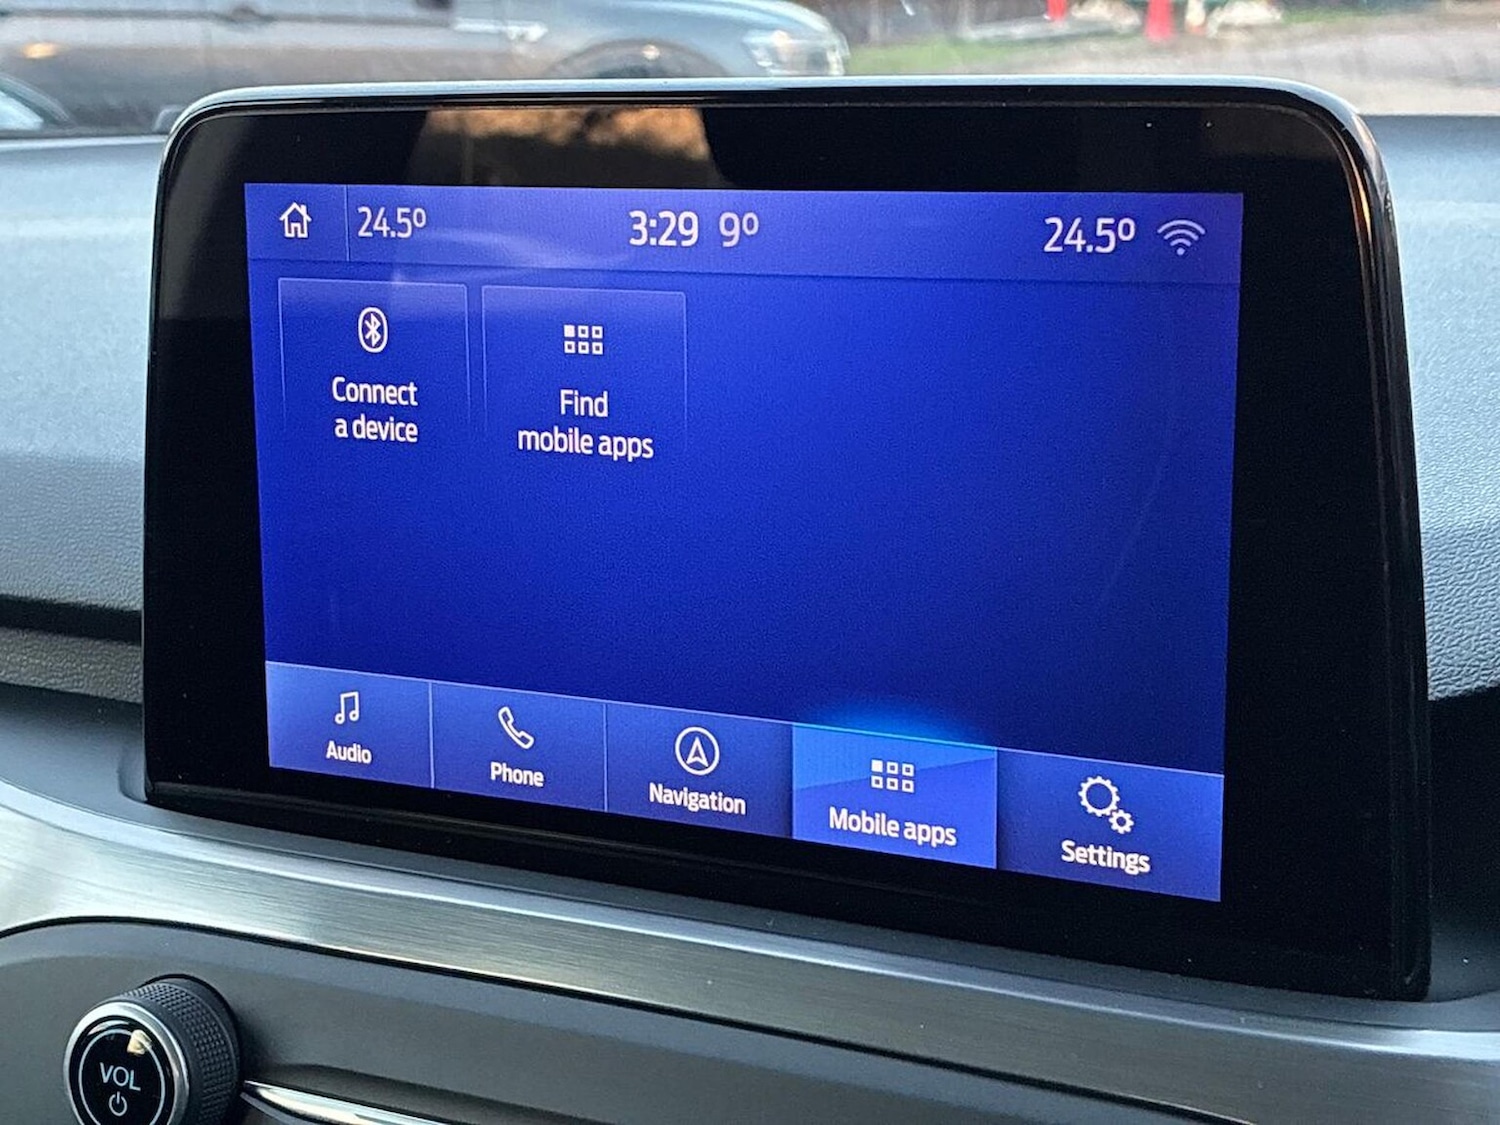 24.5º 3:29 9º 24.5º
Connect
a device
Find
mobile apps
Audio
Phone
Navigation
Mobile apps
Settings
VOL